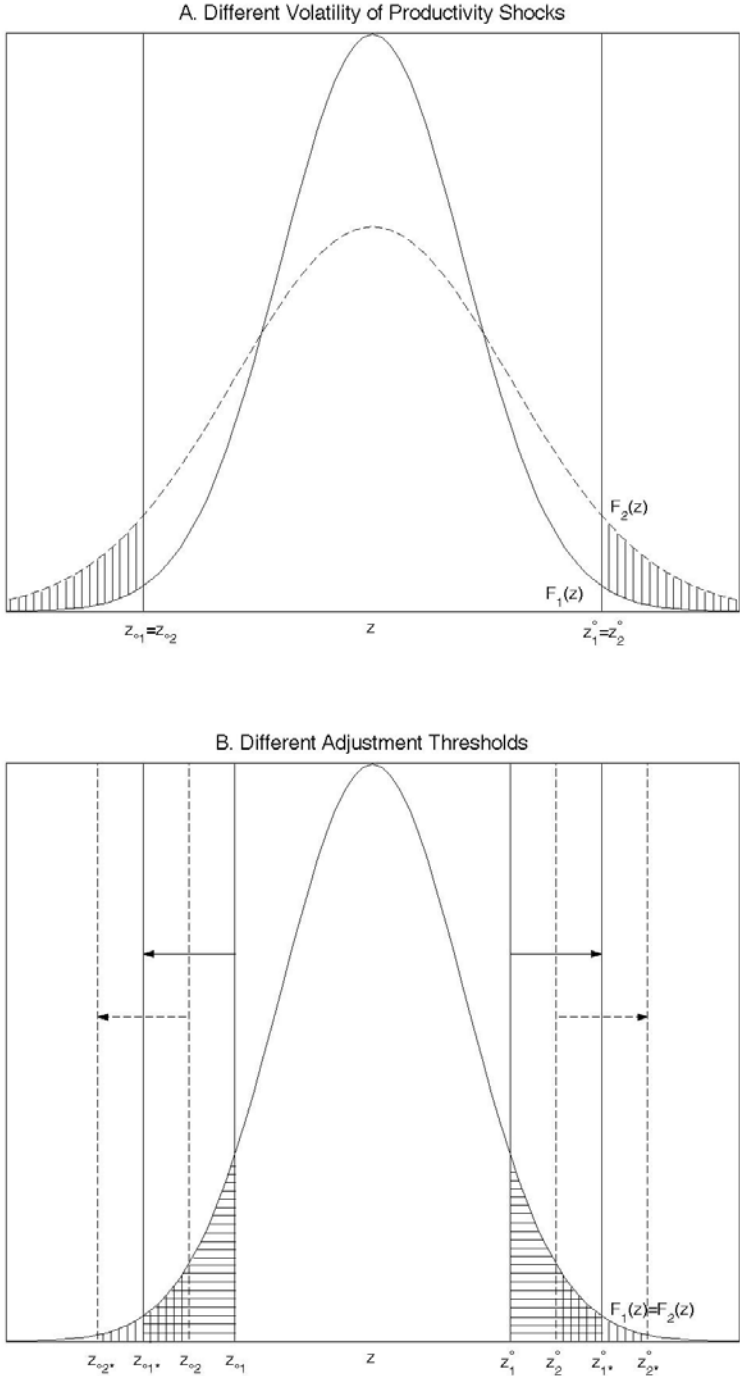 A. Different Volatility of Productivity Shocks
F₂(z)
F₁(z)
z∘₁=z∘₂
z
z₁°=z₂°
B. Different Adjustment Thresholds
F₁(z)=F₂(z)
z∘₂*
z∘₁*
z∘₂
z∘₁
z
z₁°
z₂°
z₁*°
z₂*°